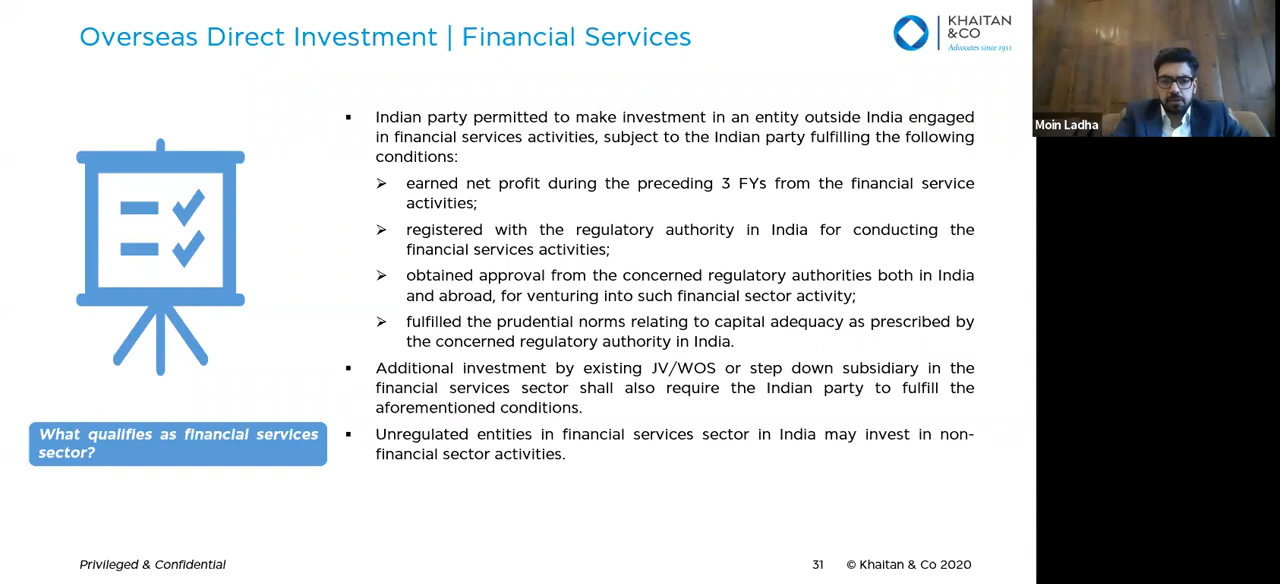 Overseas Direct Investment | Financial Services
KHAITAN
&CO
Advocates since 1911
Moin Ladha
▪ Indian party permitted to make investment in an entity outside India engaged
in financial services activities, subject to the Indian party fulfilling the following
conditions:
➢ earned net profit during the preceding 3 FYs from the financial service
activities;
➢ registered with the regulatory authority in India for conducting the
financial services activities;
➢ obtained approval from the concerned regulatory authorities both in India
and abroad, for venturing into such financial sector activity;
➢ fulfilled the prudential norms relating to capital adequacy as prescribed by
the concerned regulatory authority in India.
▪ Additional investment by existing JV/WOS or step down subsidiary in the
financial services sector shall also require the Indian party to fulfill the
aforementioned conditions.
▪ Unregulated entities in financial services sector in India may invest in non-
financial sector activities.
What qualifies as financial services
sector?
Privileged & Confidential
31
© Khaitan & Co 2020